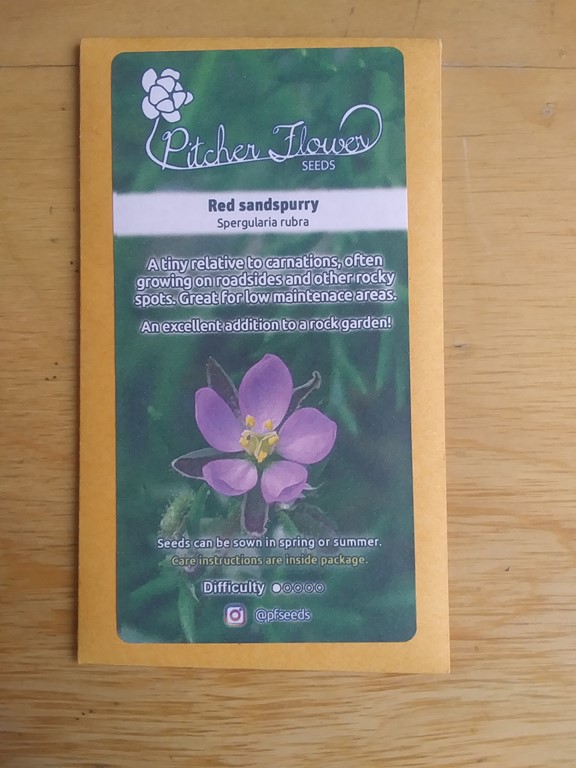 Pitcher Flower
SEEDS
Red sandspurry
Spergularia rubra
A tiny relative to carnations, often
growing on roadsides and other rocky
spots. Great for low maintenace areas.
An excellent addition to a rock garden!
Seeds can be sown in spring or summer.
Care instructions are inside package.
Difficulty
@pfseeds